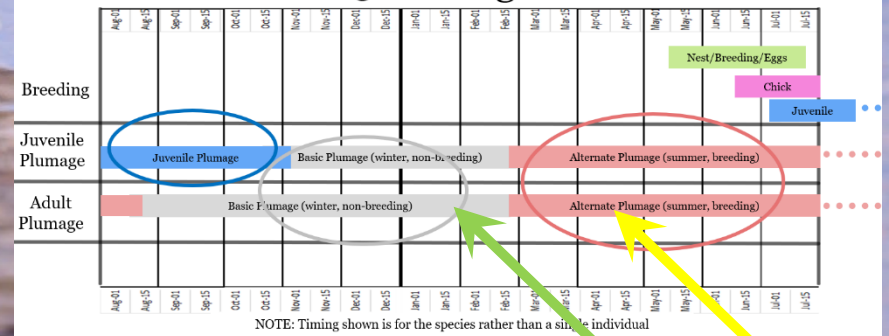 Aug-01 Aug-15 Sep-01 Sep-15 Oct-01 Oct-15 Nov-01 Nov-15 Dec-01 Dec-15 Jan-01 Jan-15 Feb-01 Feb-15 Mar-01 Mar-15 Apr-01 Apr-15 May-01 May-15 Jun-01 Jun-15 Jul-01 Jul-15
Nest/Breeding/Eggs
Breeding
Chick
Juvenile
Juvenile
Plumage
Juvenile Plumage
Basic Plumage (winter, non-breeding)
Alternate Plumage (summer, breeding)
Adult
Plumage
Basic Plumage (winter, non-breeding)
Alternate Plumage (summer, breeding)
Aug-01 Aug-15 Sep-01 Sep-15 Oct-01 Oct-15 Nov-01 Nov-15 Dec-01 Dec-15 Jan-01 Jan-15 Feb-01 Feb-15 Mar-01 Mar-15 Apr-01 Apr-15 May-01 May-15 Jun-01 Jun-15 Jul-01 Jul-15
NOTE: Timing shown is for the species rather than a single individual